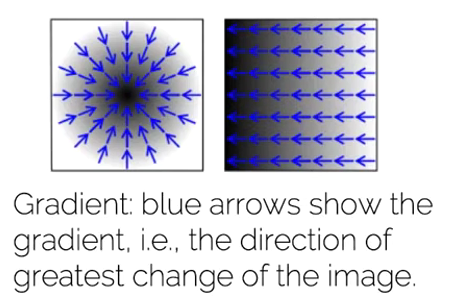 Gradient: blue arrows show the
gradient, i.e., the direction of
greatest change of the image.